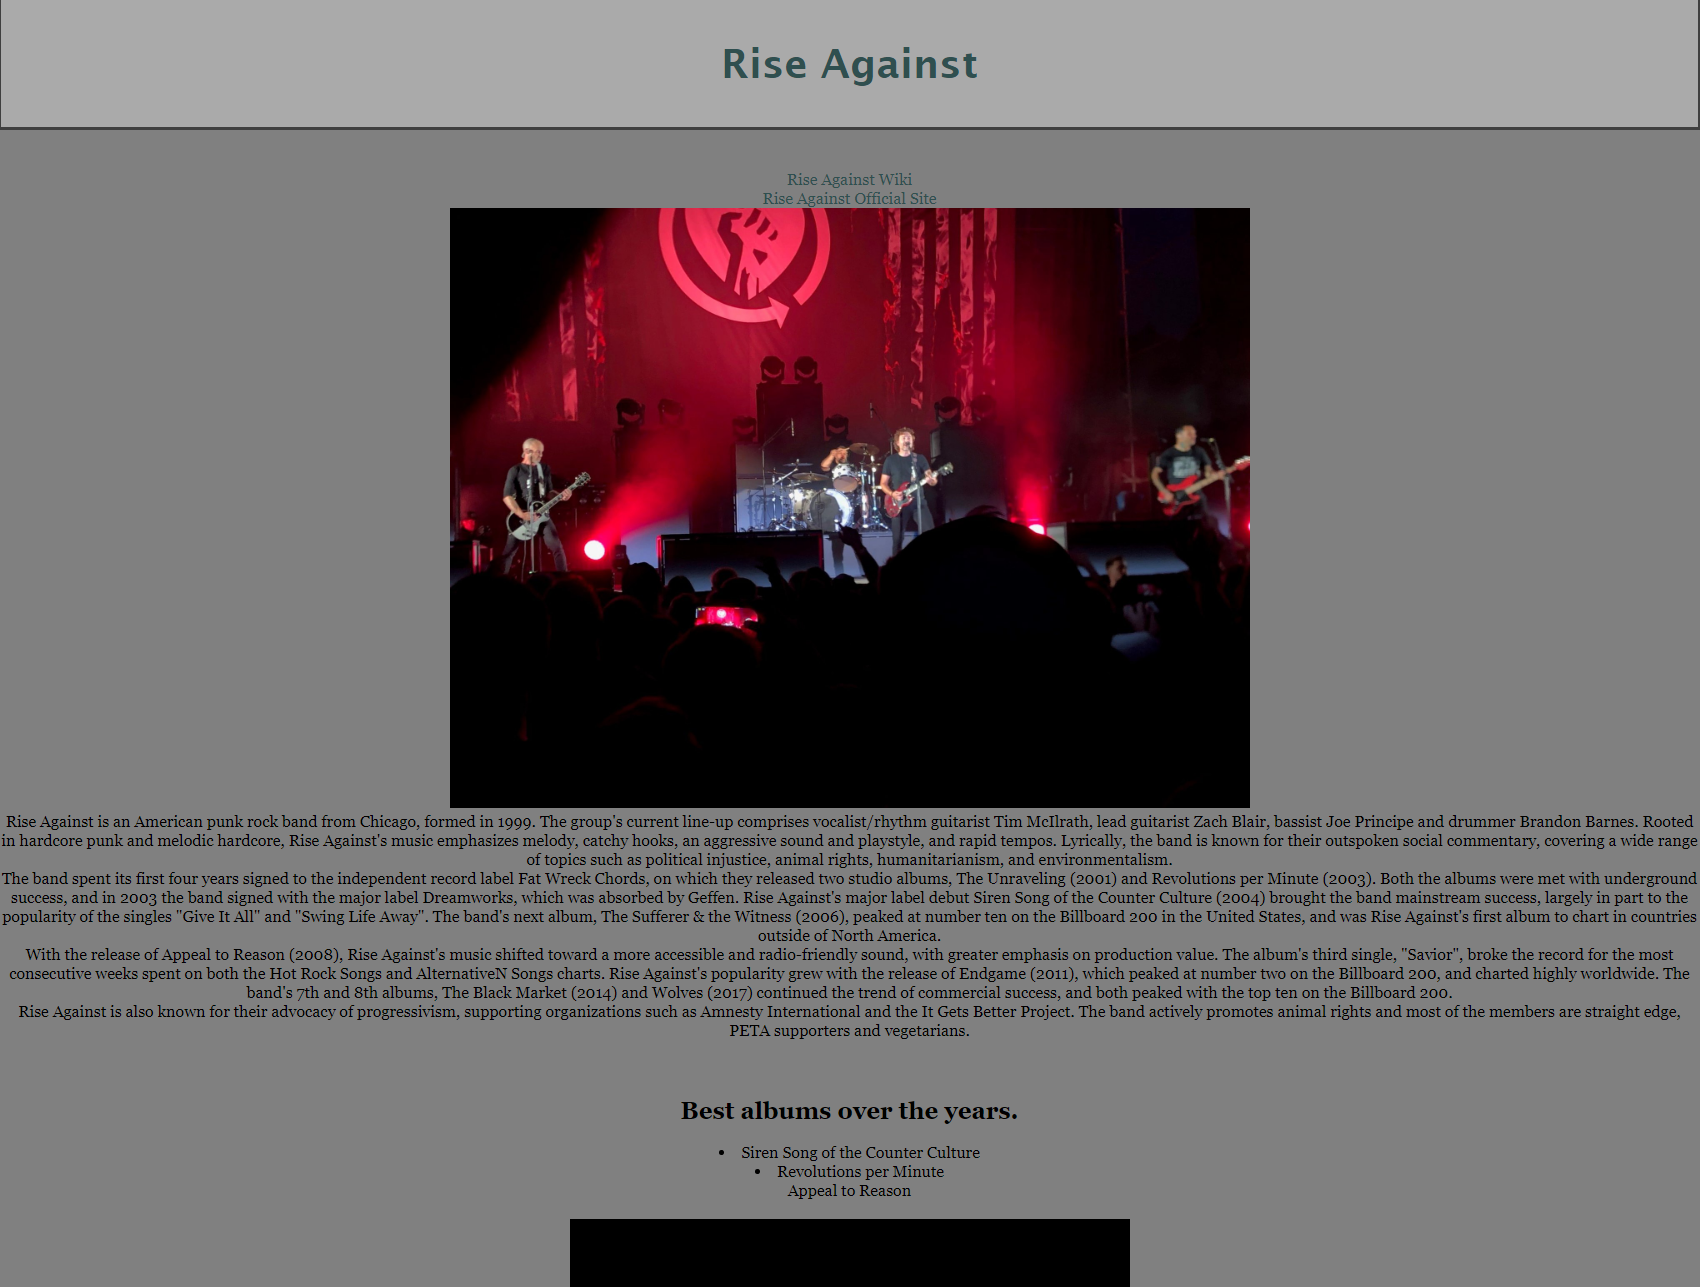 Rise Against
Rise Against Wiki
Rise Against Official Site
Rise Against is an American punk rock band from Chicago, formed in 1999. The group's current line-up comprises vocalist/rhythm guitarist Tim McIlrath, lead guitarist Zach Blair, bassist Joe Principe and drummer Brandon Barnes. Rooted
in hardcore punk and melodic hardcore, Rise Against's music emphasizes melody, catchy hooks, an aggressive sound and playstyle, and rapid tempos. Lyrically, the band is known for their outspoken social commentary, covering a wide range
of topics such as political injustice, animal rights, humanitarianism, and environmentalism.
The band spent its first four years signed to the independent record label Fat Wreck Chords, on which they released two studio albums, The Unraveling (2001) and Revolutions per Minute (2003). Both the albums were met with underground
success, and in 2003 the band signed with the major label Dreamworks, which was absorbed by Geffen. Rise Against's major label debut Siren Song of the Counter Culture (2004) brought the band mainstream success, largely in part to the
popularity of the singles "Give It All" and "Swing Life Away". The band's next album, The Sufferer & the Witness (2006), peaked at number ten on the Billboard 200 in the United States, and was Rise Against's first album to chart in countries
outside of North America.
With the release of Appeal to Reason (2008), Rise Against's music shifted toward a more accessible and radio-friendly sound, with greater emphasis on production value. The album's third single, "Savior", broke the record for the most
consecutive weeks spent on both the Hot Rock Songs and AlternativeN Songs charts. Rise Against's popularity grew with the release of Endgame (2011), which peaked at number two on the Billboard 200, and charted highly worldwide. The
band's 7th and 8th albums, The Black Market (2014) and Wolves (2017) continued the trend of commercial success, and both peaked with the top ten on the Billboard 200.
Rise Against is also known for their advocacy of progressivism, supporting organizations such as Amnesty International and the It Gets Better Project. The band actively promotes animal rights and most of the members are straight edge,
PETA supporters and vegetarians.
Best albums over the years.
• Siren Song of the Counter Culture
• Revolutions per Minute
Appeal to Reason